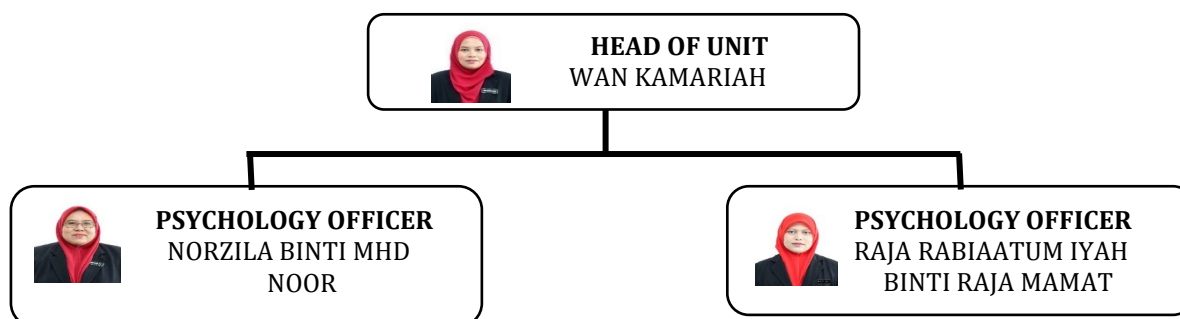 HEAD OF UNIT
WAN KAMARIAH
PSYCHOLOGY OFFICER
NORZILA BINTI MHD
NOOR
PSYCHOLOGY OFFICER
RAJA RABIAATUM IYAH
BINTI RAJA MAMAT